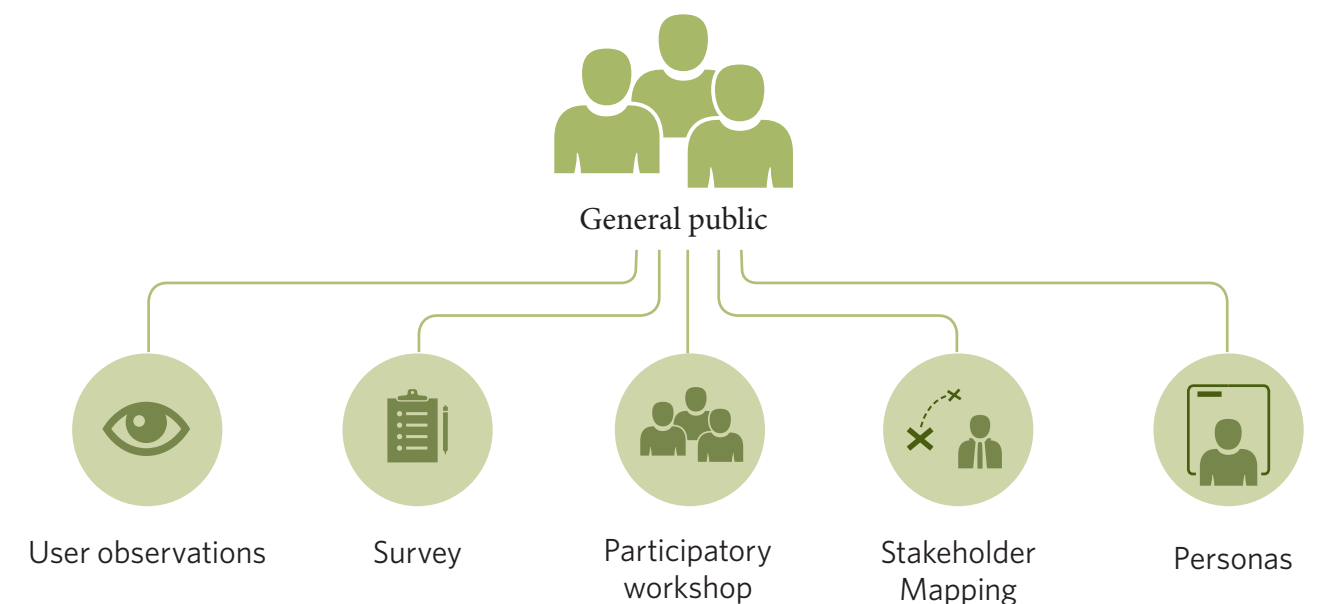 General public
User observations
Survey
Participatory
workshop
Stakeholder
Mapping
Personas